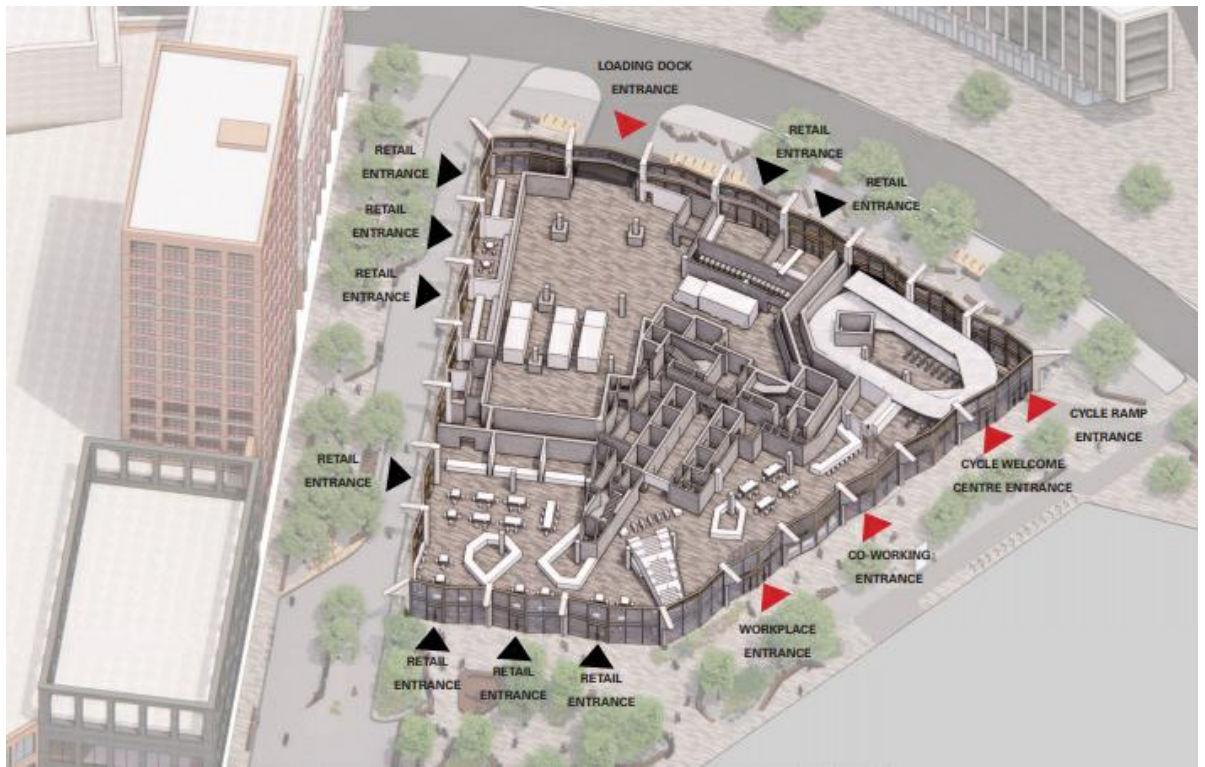 LOADING DOCK
ENTRANCE
RETAIL
ENTRANCE
RETAIL
ENTRANCE
RETAIL
ENTRANCE
RETAIL
ENTRANCE
RETAIL
ENTRANCE
CYCLE RAMP
ENTRANCE
CYCLE WELCOME
CENTRE ENTRANCE
RETAIL
ENTRANCE
CO-WORKING
ENTRANCE
WORKPLACE
ENTRANCE
RETAIL
ENTRANCE
RETAIL
ENTRANCE
RETAIL
ENTRANCE